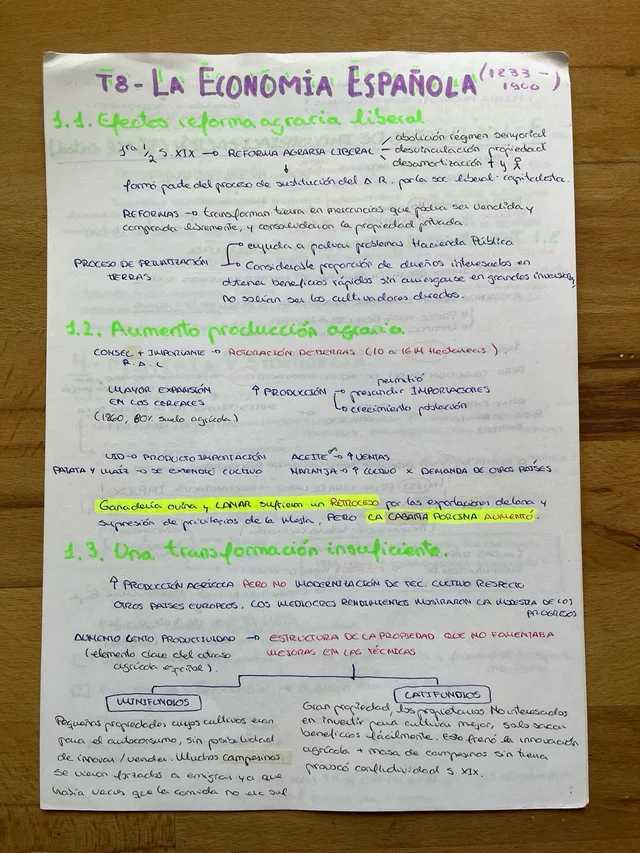 T8 - LA ECONOMÍA ESPAÑOLA (1833 - 1900)
1.1. Efectos reforma agraria liberal
1ra 1/2 S. XIX → REFORMA AGRARIA LIBERAL
abolición régimen senyorial
desvinculación propiedad
desamortización
formó parte del proceso de sustitución del A.R. por la soc liberal-capitalista.
REFORMAS → transforman tierra en mercancías que podía ser vendida y
comprada libremente, y consolidaron la propiedad privada.
PROCESO DE PRIVATIZACIÓN TIERRAS
ayuda a paliar problemas Hacienda Pública
Considerable proporción de dueños interesados en
obtener beneficios rápidos sin arriesgarse en grandes inversiones,
no solían ser los cultivadores directos.
1.2. Aumento producción agraria
CONSEC + IMPORTANTE → ROTURACIÓN DE TIERRAS (10 a 16 M Hectáreas)
R.A.L
MAYOR EXPANSIÓN
EN LOS CEREALES
(1860, 80% suelo agrícola)
↑ PRODUCCIÓN
permitió
prescindir IMPORTACIONES
crecimiento población
VID → PRODUCTO IMPORTACIÓN
ACEITE → ↑ VENTAS
PATATA Y MAÍZ → SE EXTENDIÓ CULTIVO
NARANJA → ↑ CULTIVO x DEMANDA DE OTROS PAÍSES
Ganadería ovina y LANAR sufrieron un RETROCESO por las exportaciones de lana y
supresión de privilegios de la Mesta, PERO LA CABAÑA PORCINA AUMENTÓ.
1.3. Una transformación insuficiente.
↑ PRODUCCIÓN AGRÍCOLA PERO NO MODERNIZACIÓN DE TEC. CULTIVO RESPECTO
OTROS PAÍSES EUROPEOS. LOS MEDIOCRES RENDIMIENTOS MOSTRARON LA MODESTIA DE LOS
PROGRESOS
AUMENTO LENTO PRODUCTIVIDAD → ESTRUCTURA DE LA PROPIEDAD QUE NO FOMENTABA
(elemento clave del atraso
agrícola español).
MEJORAS EN LAS TÉCNICAS
MINIFUNDIOS
Pequeñas propiedades cuyos cultivos eran
para el autoconsumo, sin posibilidad
de innovar/vender. Muchos campesinos
se vieron forzados a emigrar ya que
había veces que la comida no era suf
LATIFUNDIOS
Gran propiedad, los propietarios No interesados
en invertir para cultivar mejor, solo sacar
beneficios fácilmente. Esto frenó la innovación
agrícola + masa de campesinos sin tierra
provocó conflictividad S. XIX.